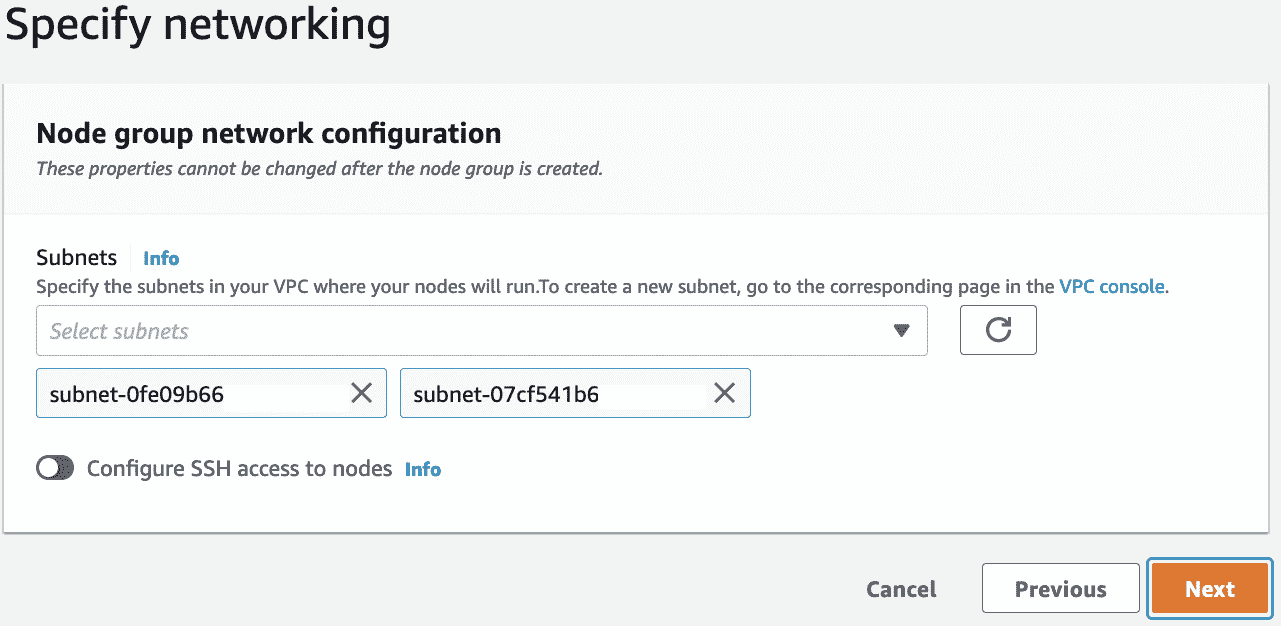 Specify networking
Node group network configuration
These properties cannot be changed after the node group is created.
Subnets Info
Specify the subnets in your VPC where your nodes will run.To create a new subnet, go to the corresponding page in the VPC console.
Select subnets
subnet-0fe09b66 subnet-07cf541b6
Configure SSH access to nodes Info
Cancel Previous Next